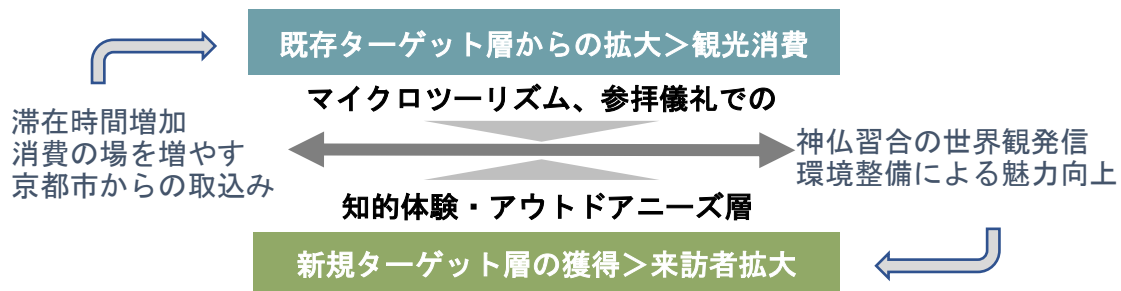 既存ターゲット層からの拡大＞観光消費
マイクロツーリズム、参拝儀礼での
滞在時間増加
消費の場を増やす
京都市からの取込み
神仏習合の世界観発信
環境整備による魅力向上
知的体験・アウトドアニーズ層
新規ターゲット層の獲得＞来訪者拡大